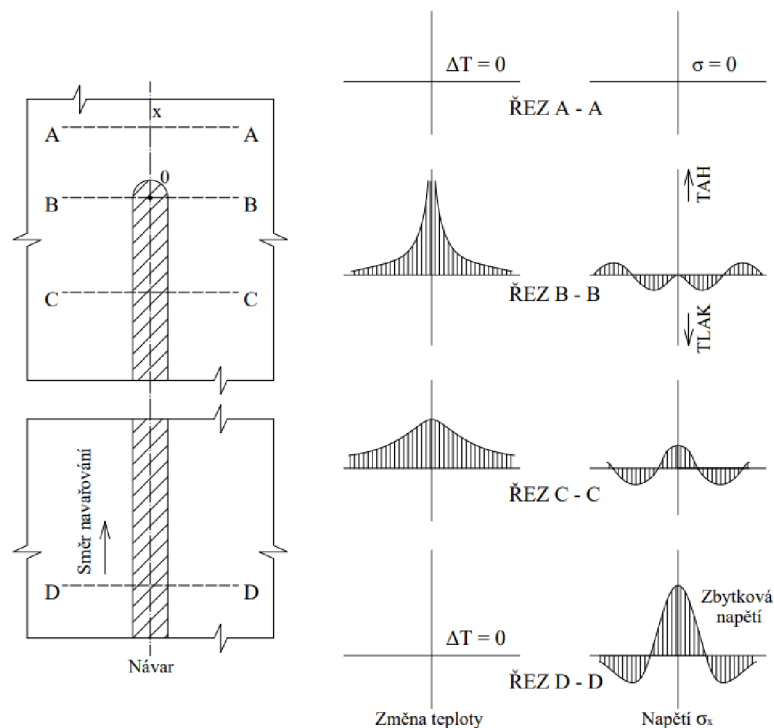 x
A A
0
B B
C C
Směr navařování
D D
Návar
ΔT = 0
σ = 0
ŘEZ A - A
TAH
ŘEZ B - B
TLAK
ŘEZ C - C
Zbytková
napětí
ΔT = 0
ŘEZ D - D
Změna teploty
Napětí σx